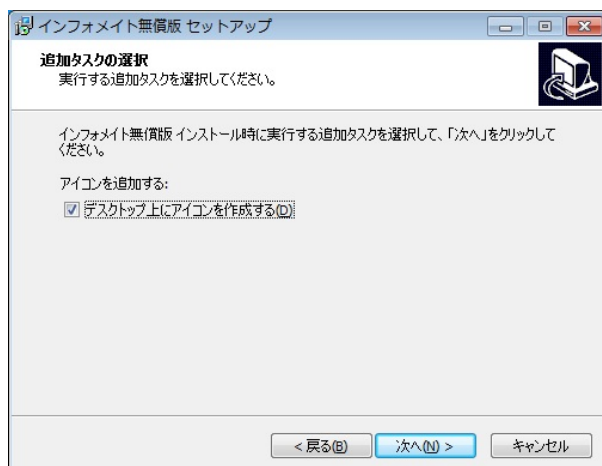 インフォメイト無償版 セットアップ
追加タスクの選択
実行する追加タスクを選択してください。
インフォメイト無償版 インストール時に実行する追加タスクを選択して、「次へ」をクリックして
ください。
アイコンを追加する:
デスクトップ上にアイコンを作成する(D)
< 戻る(B)
次へ(N) >
キャンセル